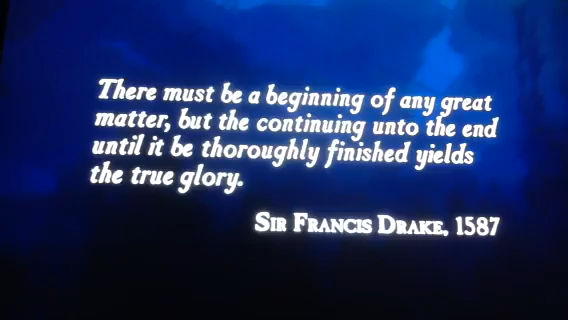 There must be a beginning of any great
matter, but the continuing unto the end
until it be thoroughly finished yields
the true glory.
Sir Francis Drake, 1587